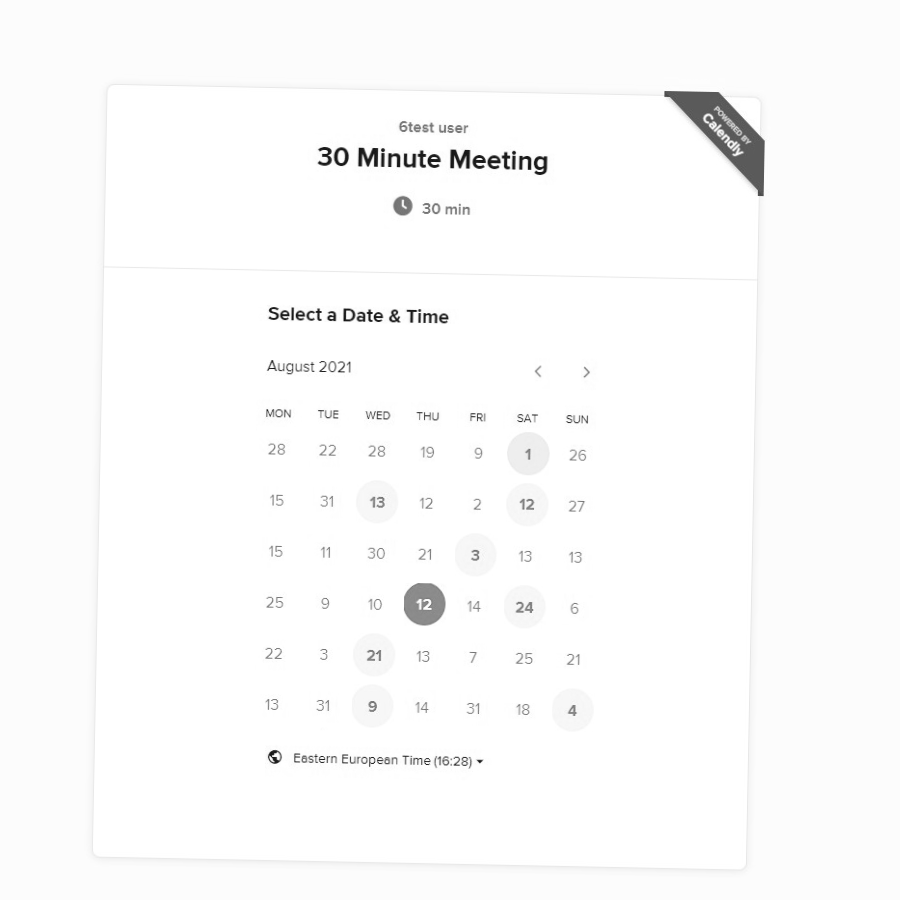 POWERED BY
Calendly
6test user
30 Minute Meeting
30 min
Select a Date & Time
August 2021
MON TUE WED THU FRI SAT SUN
28 22 28 19 9 1 26
15 31 13 12 2 12 27
15 11 30 21 3 13 13
25 9 10 12 14 24 6
22 3 21 13 7 25 21
13 31 9 14 31 18 4
Eastern European Time (16:28)